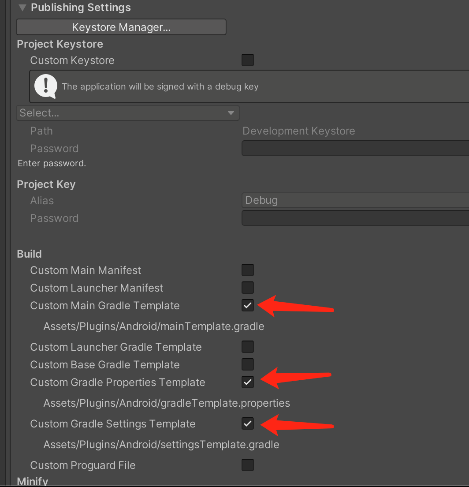 Publishing Settings
Keystore Manager...
Project Keystore
Custom Keystore
The application will be signed with a debug key
Select...
Path Development Keystore
Password
Enter password.
Project Key
Alias Debug
Password
Build
Custom Main Manifest
Custom Launcher Manifest
Custom Main Gradle Template
Assets/Plugins/Android/mainTemplate.gradle
Custom Launcher Gradle Template
Custom Base Gradle Template
Custom Gradle Properties Template
Assets/Plugins/Android/gradleTemplate.properties
Custom Gradle Settings Template
Assets/Plugins/Android/settingsTemplate.gradle
Custom Proguard File
Minify